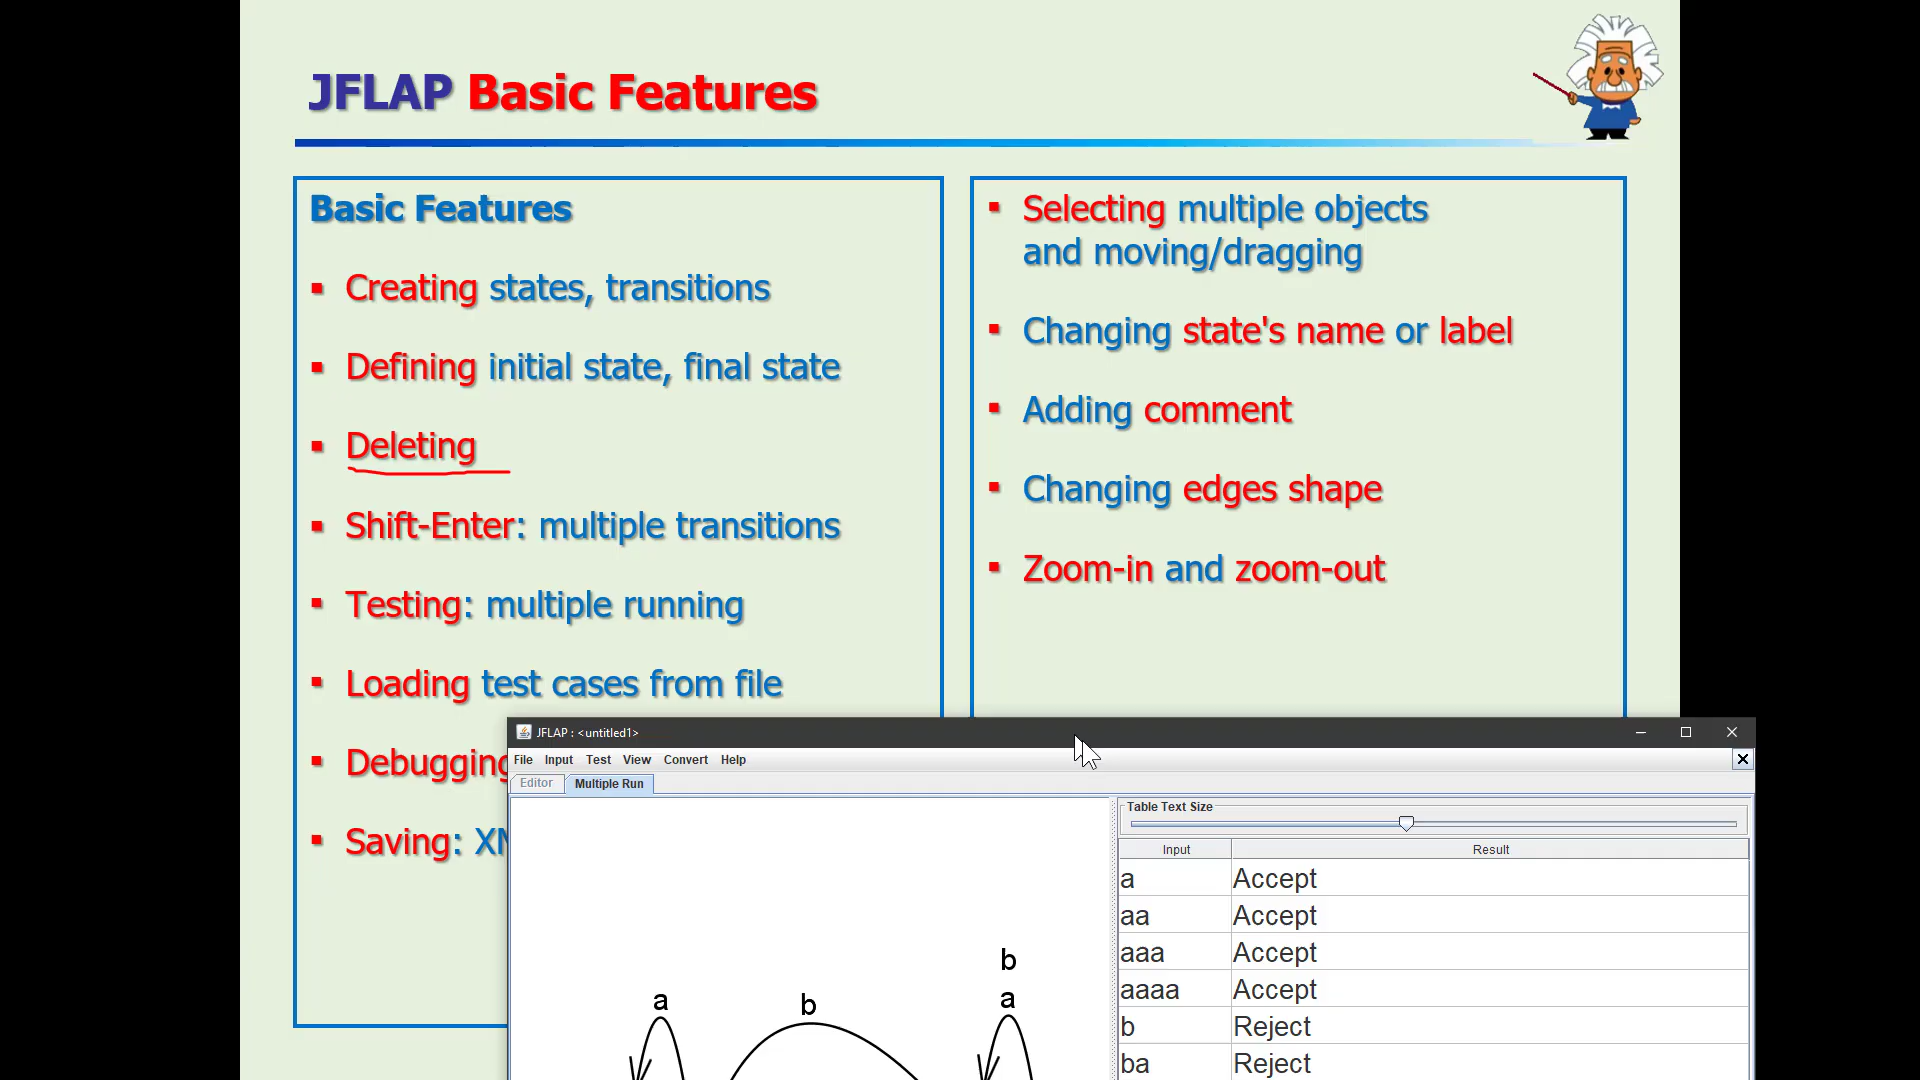 JFLAP Basic Features
Basic Features
Creating states, transitions
Defining initial state, final state
Deleting
Shift-Enter: multiple transitions
Testing: multiple running
Loading test cases from file
Debugging
Saving: XM
Selecting multiple objects
and moving/dragging
Changing state's name or label
Adding comment
Changing edges shape
Zoom-in and zoom-out
JFLAP : <untitled1>
File Input Test View Convert Help
Editor Multiple Run
Table Text Size
Input Result
a Accept
aa Accept
aaa Accept
aaaa Accept
b Reject
ba Reject
a
b
b
a